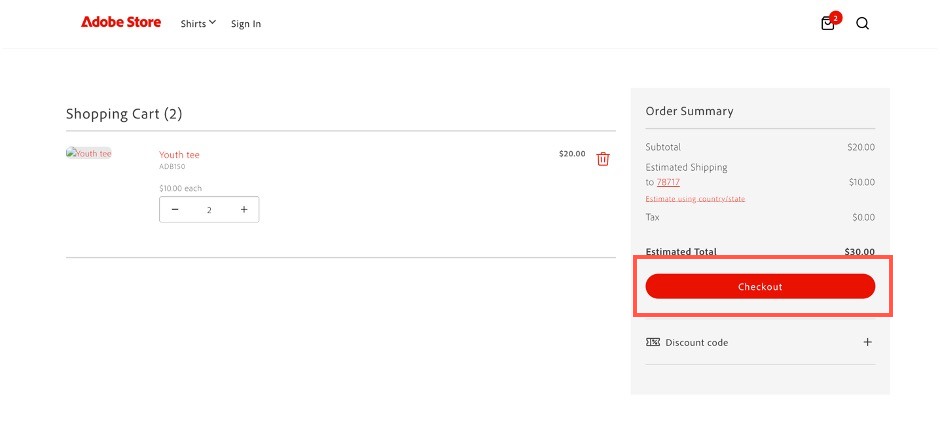 Adobe Store
Shirts
Sign In
2
Shopping Cart (2)
Youth tee
Youth tee
ADB150
$20.00
$10.00 each
2
Order Summary
Subtotal $20.00
Estimated Shipping
to 78717 $10.00
Estimate using country/state
Tax $0.00
Estimated Total $30.00
Checkout
Discount code